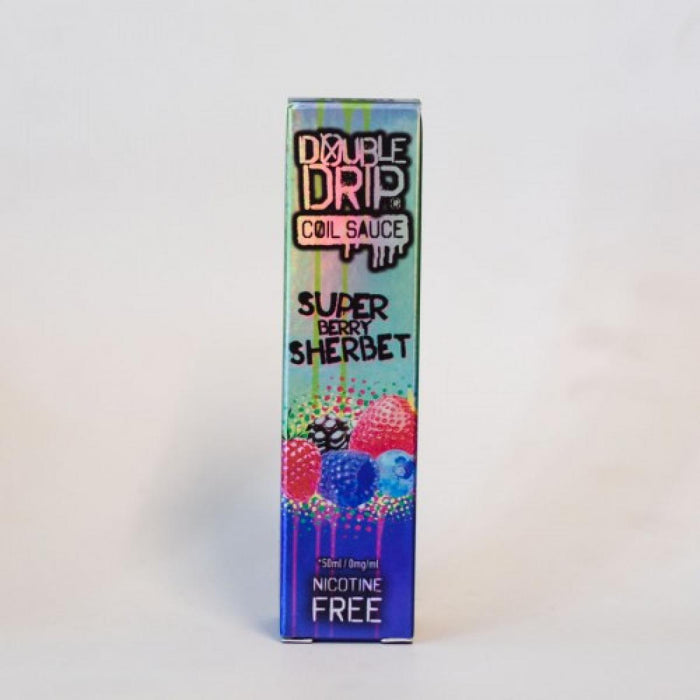 DOUBLE
DRIP
COIL SAUCE
SUPER
BERRY
SHERBET
*50ml / 0mg/ml
NICOTINE
FREE